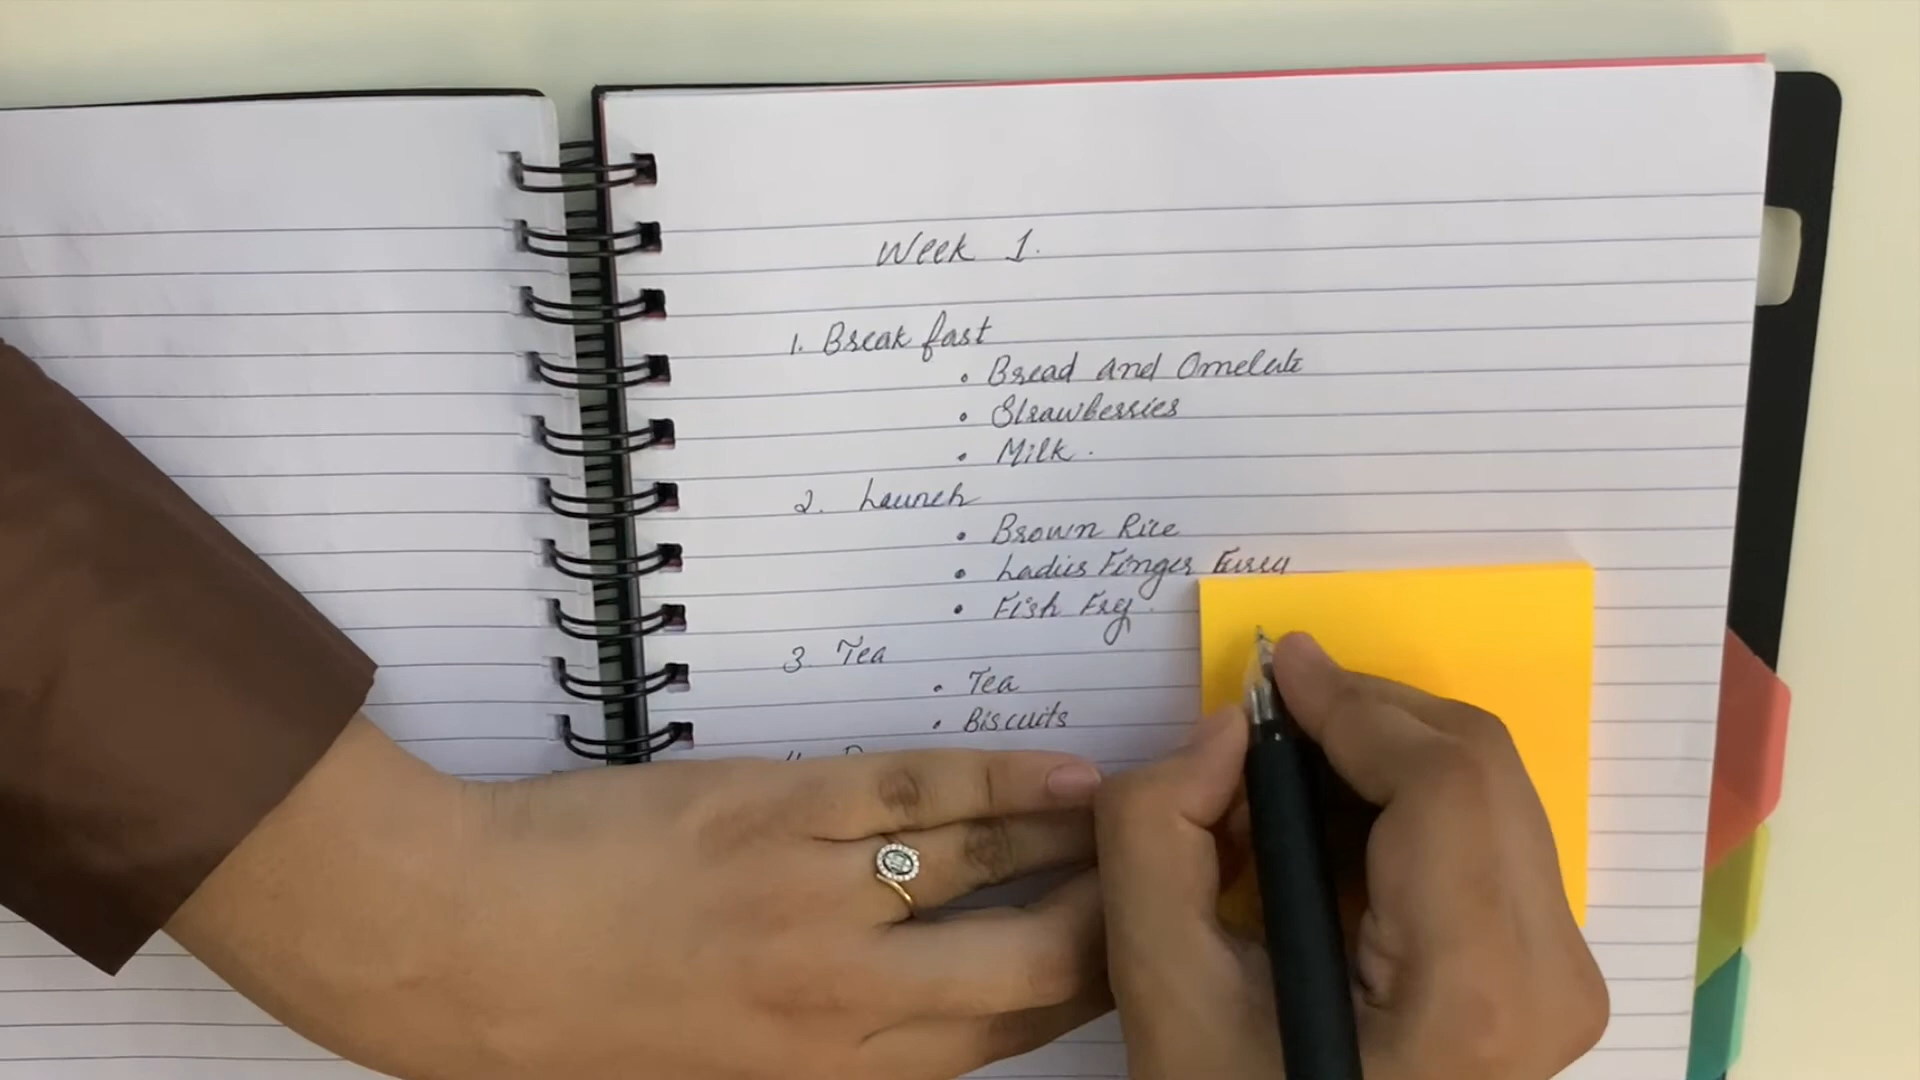 Week 1.
1. Break fast
• Bread and Omelate
• Strawberries
• Milk.
2. Launch
• Brown Rice
• Ladies Finger
• Fish Fry.
3. Tea
• Tea
• Biscuits